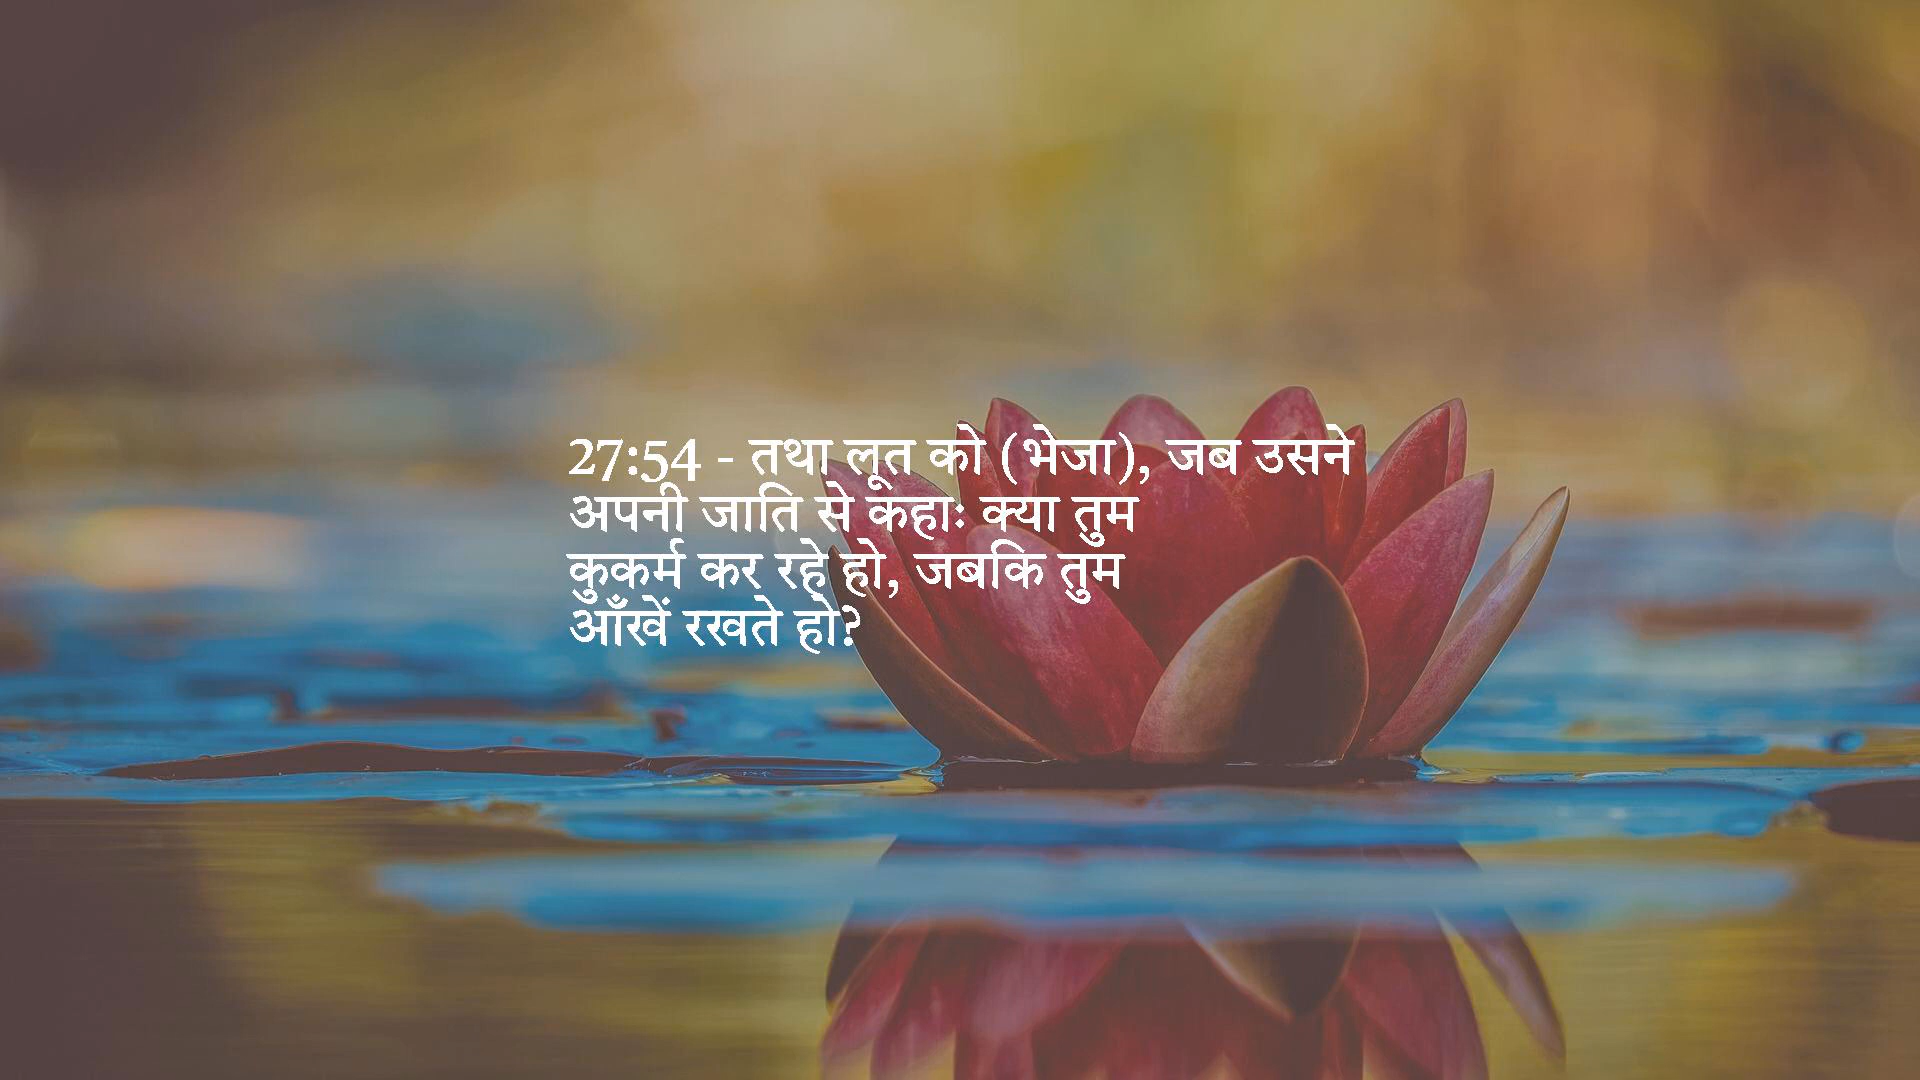 27:54 - तथा लूत को (भेजा), जब उसने
अपनी जाति से कहाः क्या तुम
कुकर्म कर रहे हो, जबकि तुम
आँखें रखते हो?